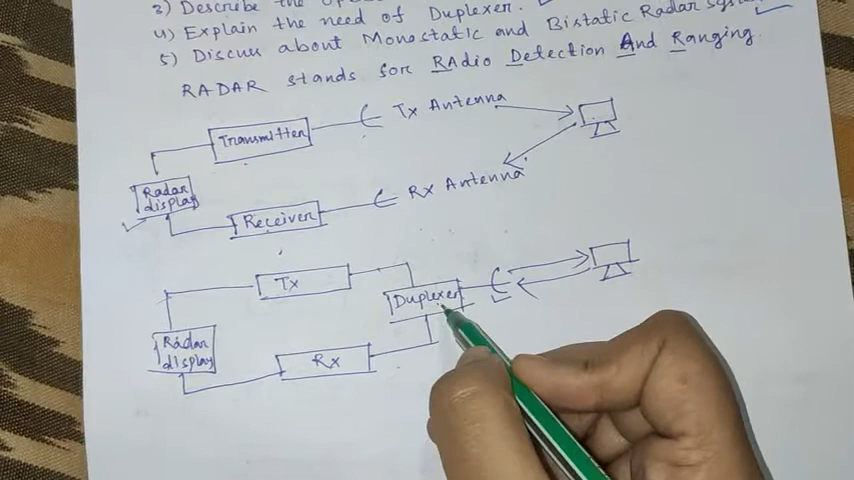 3) Describe the
4) Explain the need of Duplexer.
5) Discuss about Monostatic and Bistatic Radar system
RADAR stands for RAdio Detection And Ranging
Transmitter
Tx Antenna
Radar display
Receiver
Rx Antenna
Tx
Duplexer
Radar display
Rx